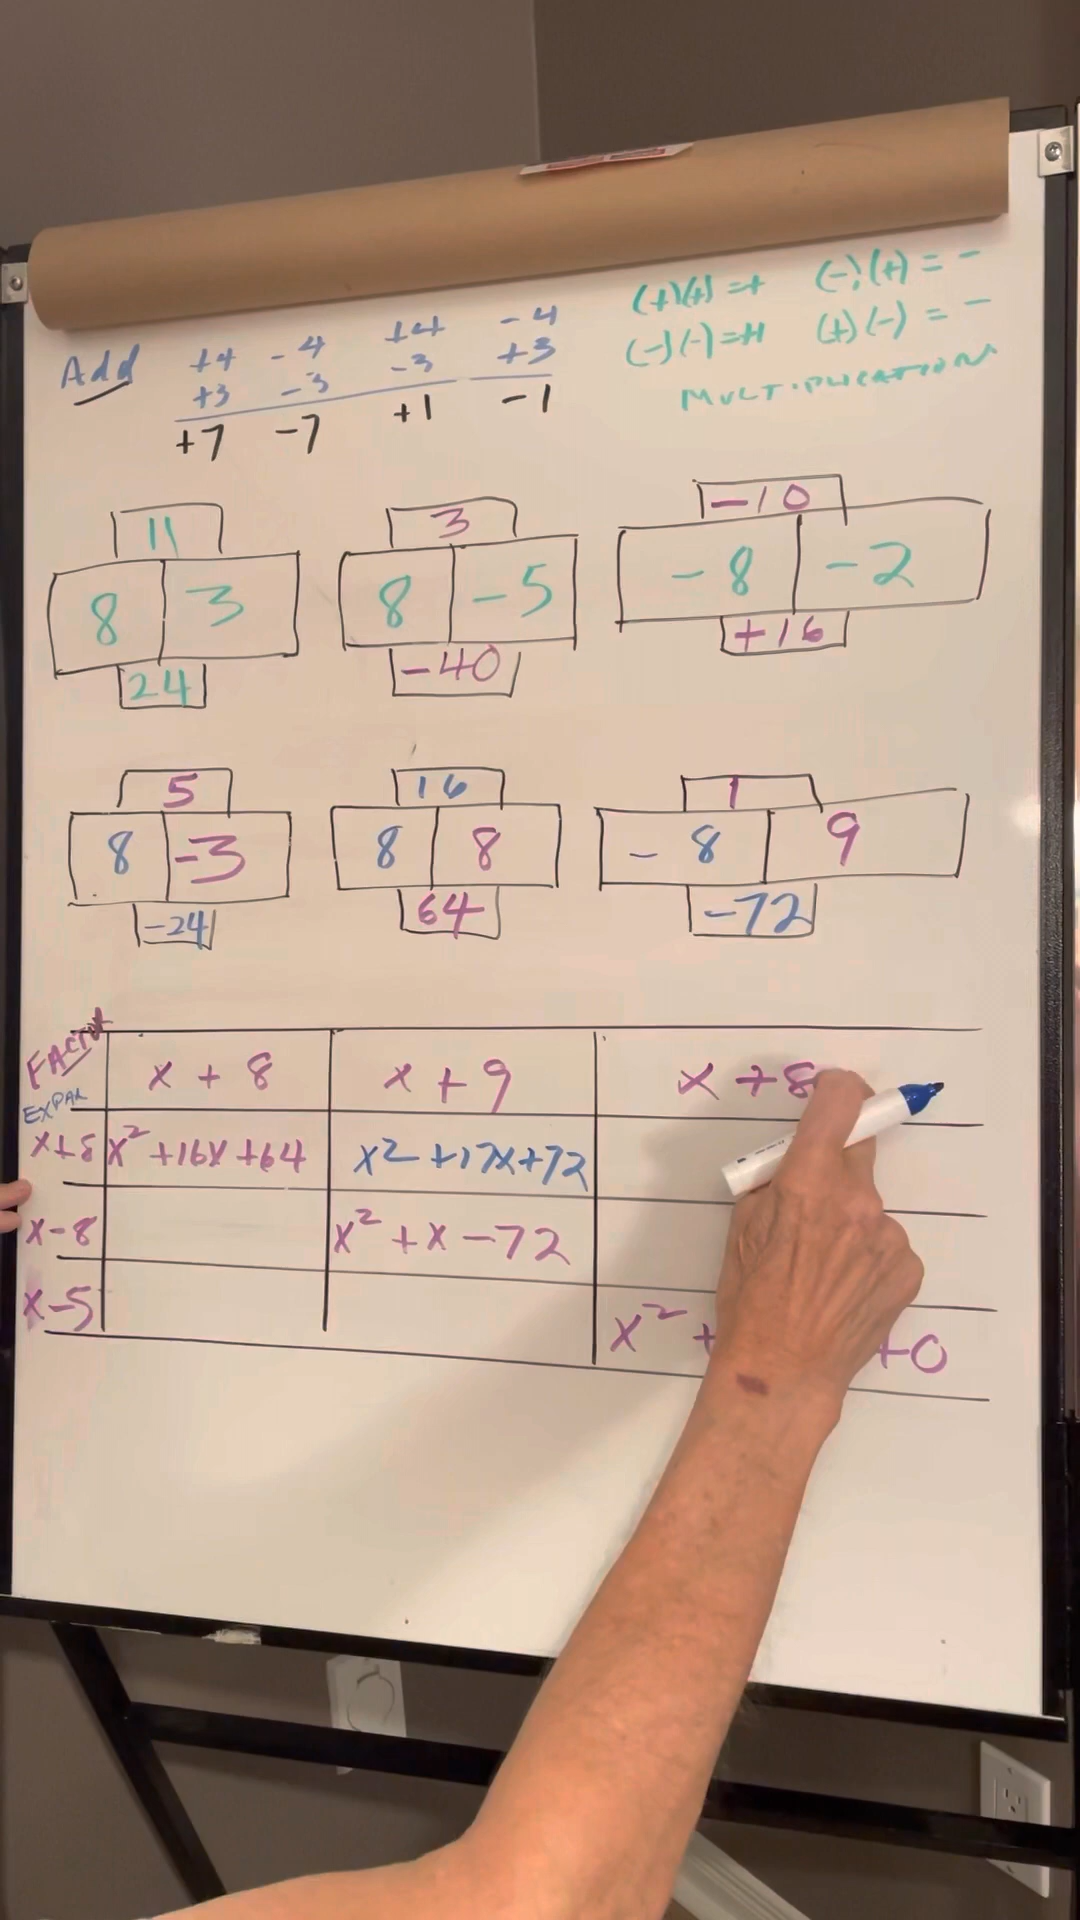 Add
+4 -4 +4 -4
+3 -3 -3 +3
+7 -7 +1 -1
(+)(+) = + (-)(+) = -
(-)(-) = + (+)(-) = -
MULTIPLICATION
11 3 -10
8 3 8 -5 -8 -2
24 -40 +16
5 16 1
8 -3 8 8 -8 9
-24 64 -72
FACTOR x + 8 x + 9 x + 8
x+8 x² +16x +64 x² +17x+72
x-8 x² + x - 72
x-5 x² + +0